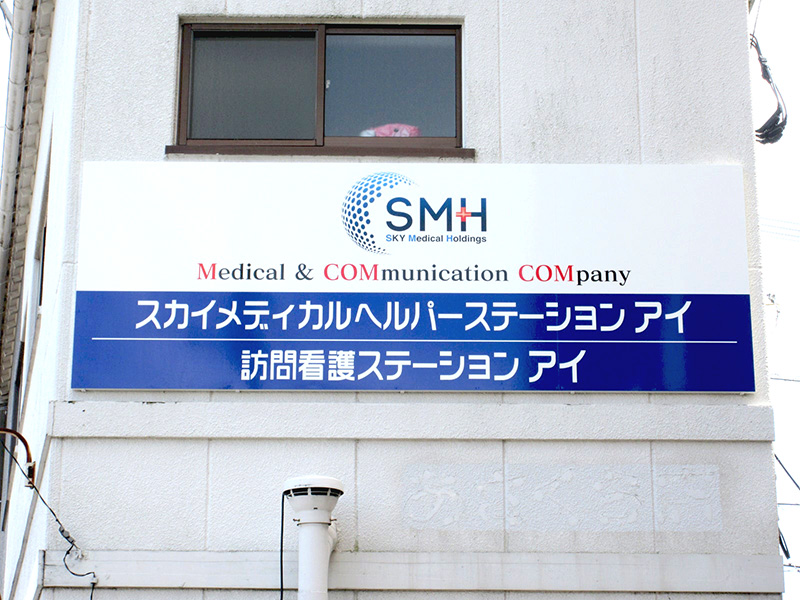 SMH
SKY Medical Holdings
Medical & COMmunication COMpany
スカイメディカルヘルパーステーション アイ
訪問看護ステーション アイ